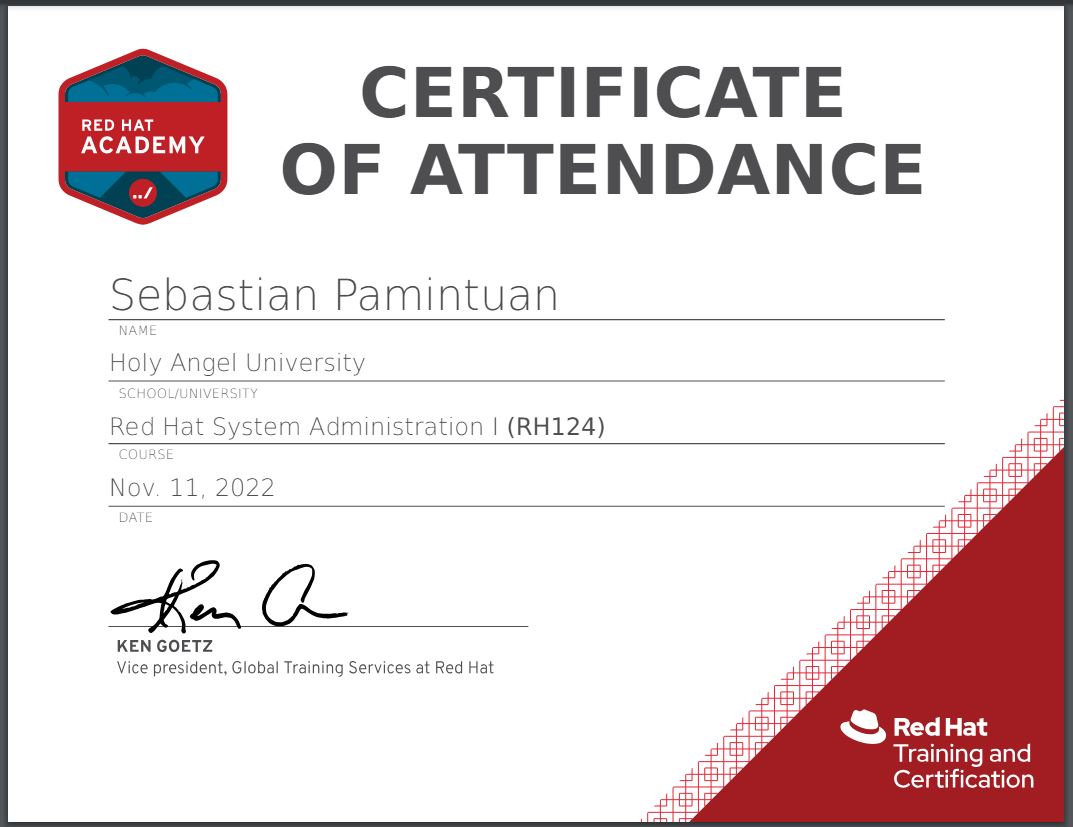 RED HAT
ACADEMY
CERTIFICATE
OF ATTENDANCE
Sebastian Pamintuan
NAME
Holy Angel University
SCHOOL/UNIVERSITY
Red Hat System Administration I (RH124)
COURSE
Nov. 11, 2022
DATE
KEN GOETZ
Vice president, Global Training Services at Red Hat
Red Hat
Training and
Certification